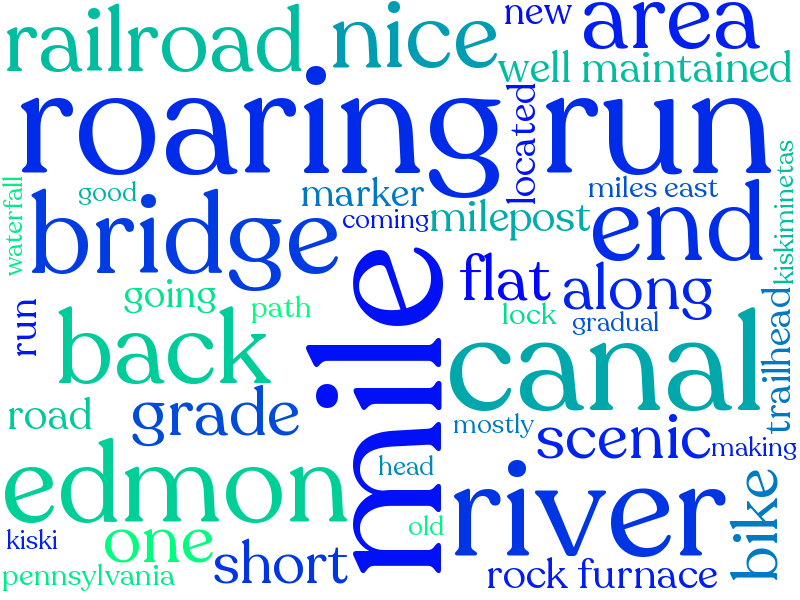 railroad
nice
new
area
well maintained
roaring
run
located
waterfall
good
marker
miles east
kiskiminetas
bridge
coming
milepost
end
going
path
flat
along
run
back
lock
gradual
trailhead
mile
canal
road
grade
mostly
scenic
making
edmon
head
river
bike
kiski
one
old
short
pennsylvania
rock furnace